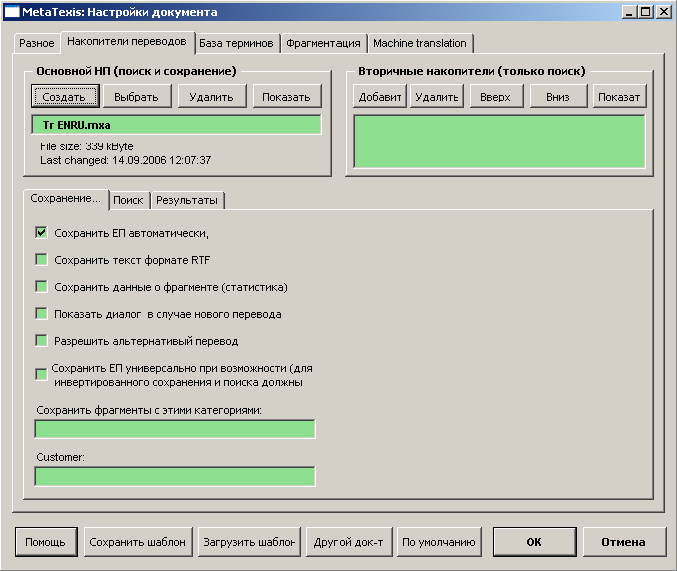 MetaTexis: Настройки документа
Разное
Накопители переводов
База терминов
Фрагментация
Machine translation
Основной НП (поиск и сохранение)
Создать
Выбрать
Удалить
Показать
Tr ENRU.mxa
File size: 339 kByte
Last changed: 14.09.2006 12:07:37
Вторичные накопители (только поиск)
Добавит
Удалить
Вверх
Вниз
Показат
Сохранение...
Поиск
Результаты
Сохранить ЕП автоматически,
Сохранить текст формате RTF
Сохранить данные о фрагменте (статистика)
Показать диалог в случае нового перевода
Разрешить альтернативый перевод
Сохранить ЕП универсально при возможности (для
инвертированного сохранения и поиска должны
Сохранить фрагменты с этими категориями:
Customer:
Помощь
Сохранить шаблон
Загрузить шаблон
Другой док-т
По умолчанию
OK
Отмена